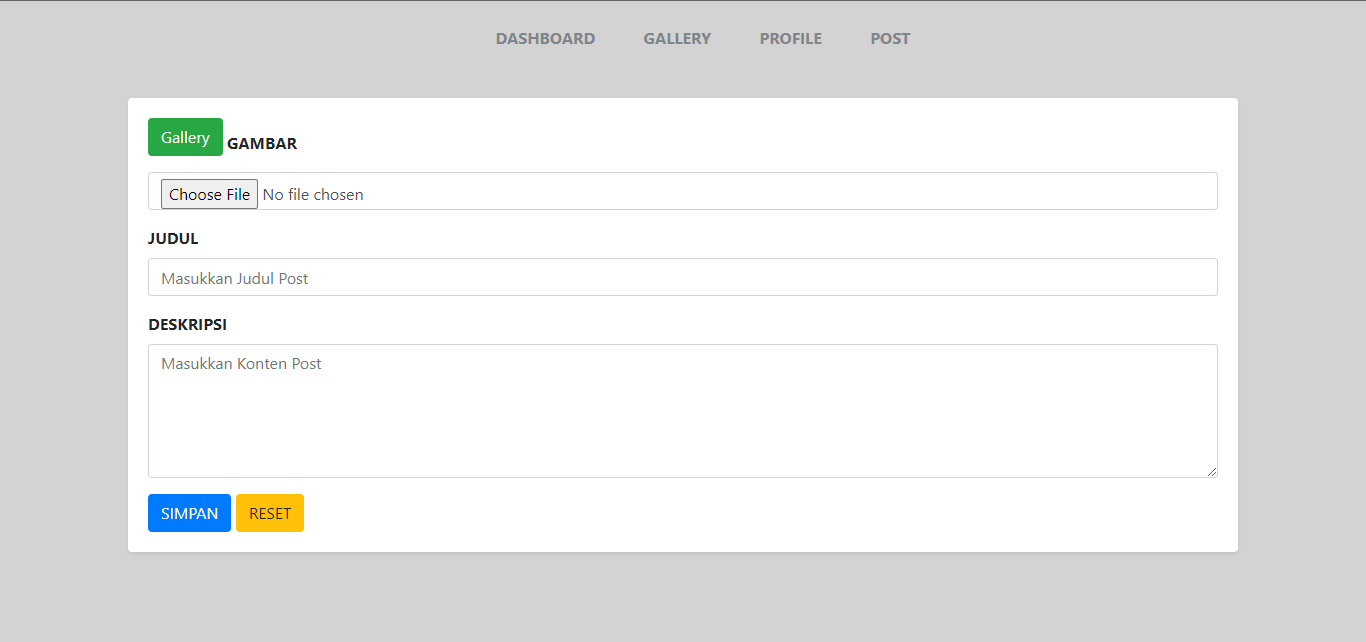 DASHBOARD GALLERY PROFILE POST
Gallery GAMBAR
Choose File No file chosen
JUDUL
Masukkan Judul Post
DESKRIPSI
Masukkan Konten Post
SIMPAN RESET